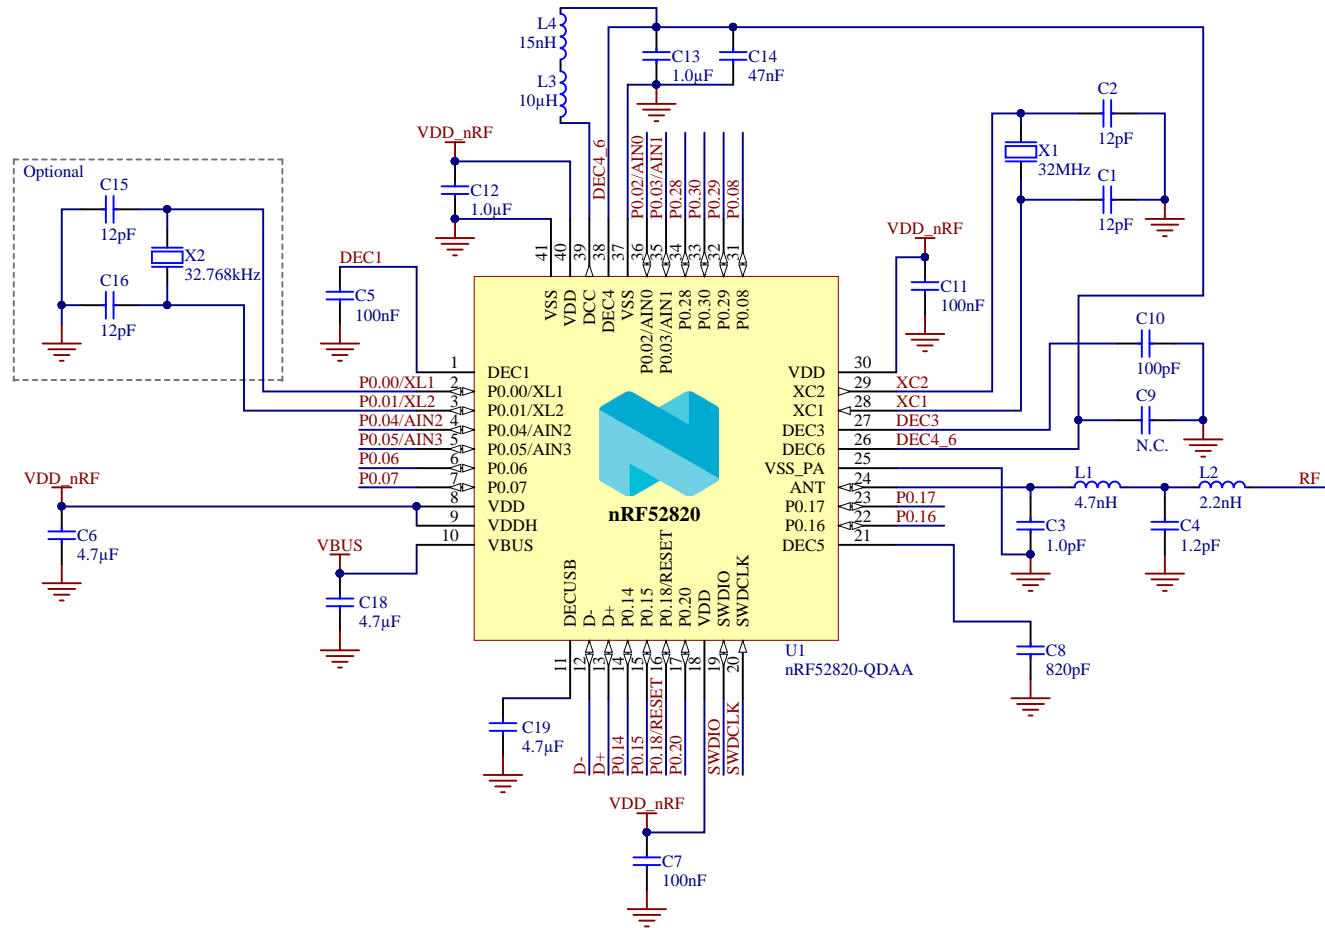 L4
15nH
L3
10µH
C13
1.0µF
C14
47nF
VDD_nRF
C12
1.0µF
DEC4_6
P0.02/AIN0
P0.03/AIN1
P0.28
P0.30
P0.29
P0.08
C2
12pF
X1
32MHz
C1
12pF
Optional
C15
12pF
X2
32.768kHz
C16
12pF
DEC1
C5
100nF
VDD_nRF
C11
100nF
C10
100pF
C9
N.C.
41
40
39
38
37
36
35
34
33
32
31
VSS
VDD
DCC
DEC4
VSS
P0.02/AIN0
P0.03/AIN1
P0.28
P0.30
P0.29
P0.08
1
DEC1
P0.00/XL1
2
P0.00/XL1
P0.01/XL2
3
P0.01/XL2
P0.04/AIN2
4
P0.04/AIN2
P0.05/AIN3
5
P0.05/AIN3
P0.06
6
P0.06
P0.07
7
P0.07
8
VDD
9
VDDH
10
VBUS
VDD
30
XC2
29
XC2
XC1
28
XC1
DEC3
27
DEC3
DEC6
26
DEC4_6
VSS_PA
25
ANT
24
P0.17
23
P0.17
P0.16
22
P0.16
DEC5
21
nRF52820
VDD_nRF
C6
4.7µF
VBUS
C18
4.7µF
L1
4.7nH
L2
2.2nH
RF
C3
1.0pF
C4
1.2pF
C8
820pF
DECUSB
D-
D+
P0.14
P0.15
P0.18/RESET
P0.20
VDD
SWDIO
SWDCLK
U1
nRF52820-QDAA
11
12
13
14
15
16
17
18
19
20
C19
4.7µF
D-
D+
P0.14
P0.15
P0.18/RESET
P0.20
SWDIO
SWDCLK
VDD_nRF
C7
100nF